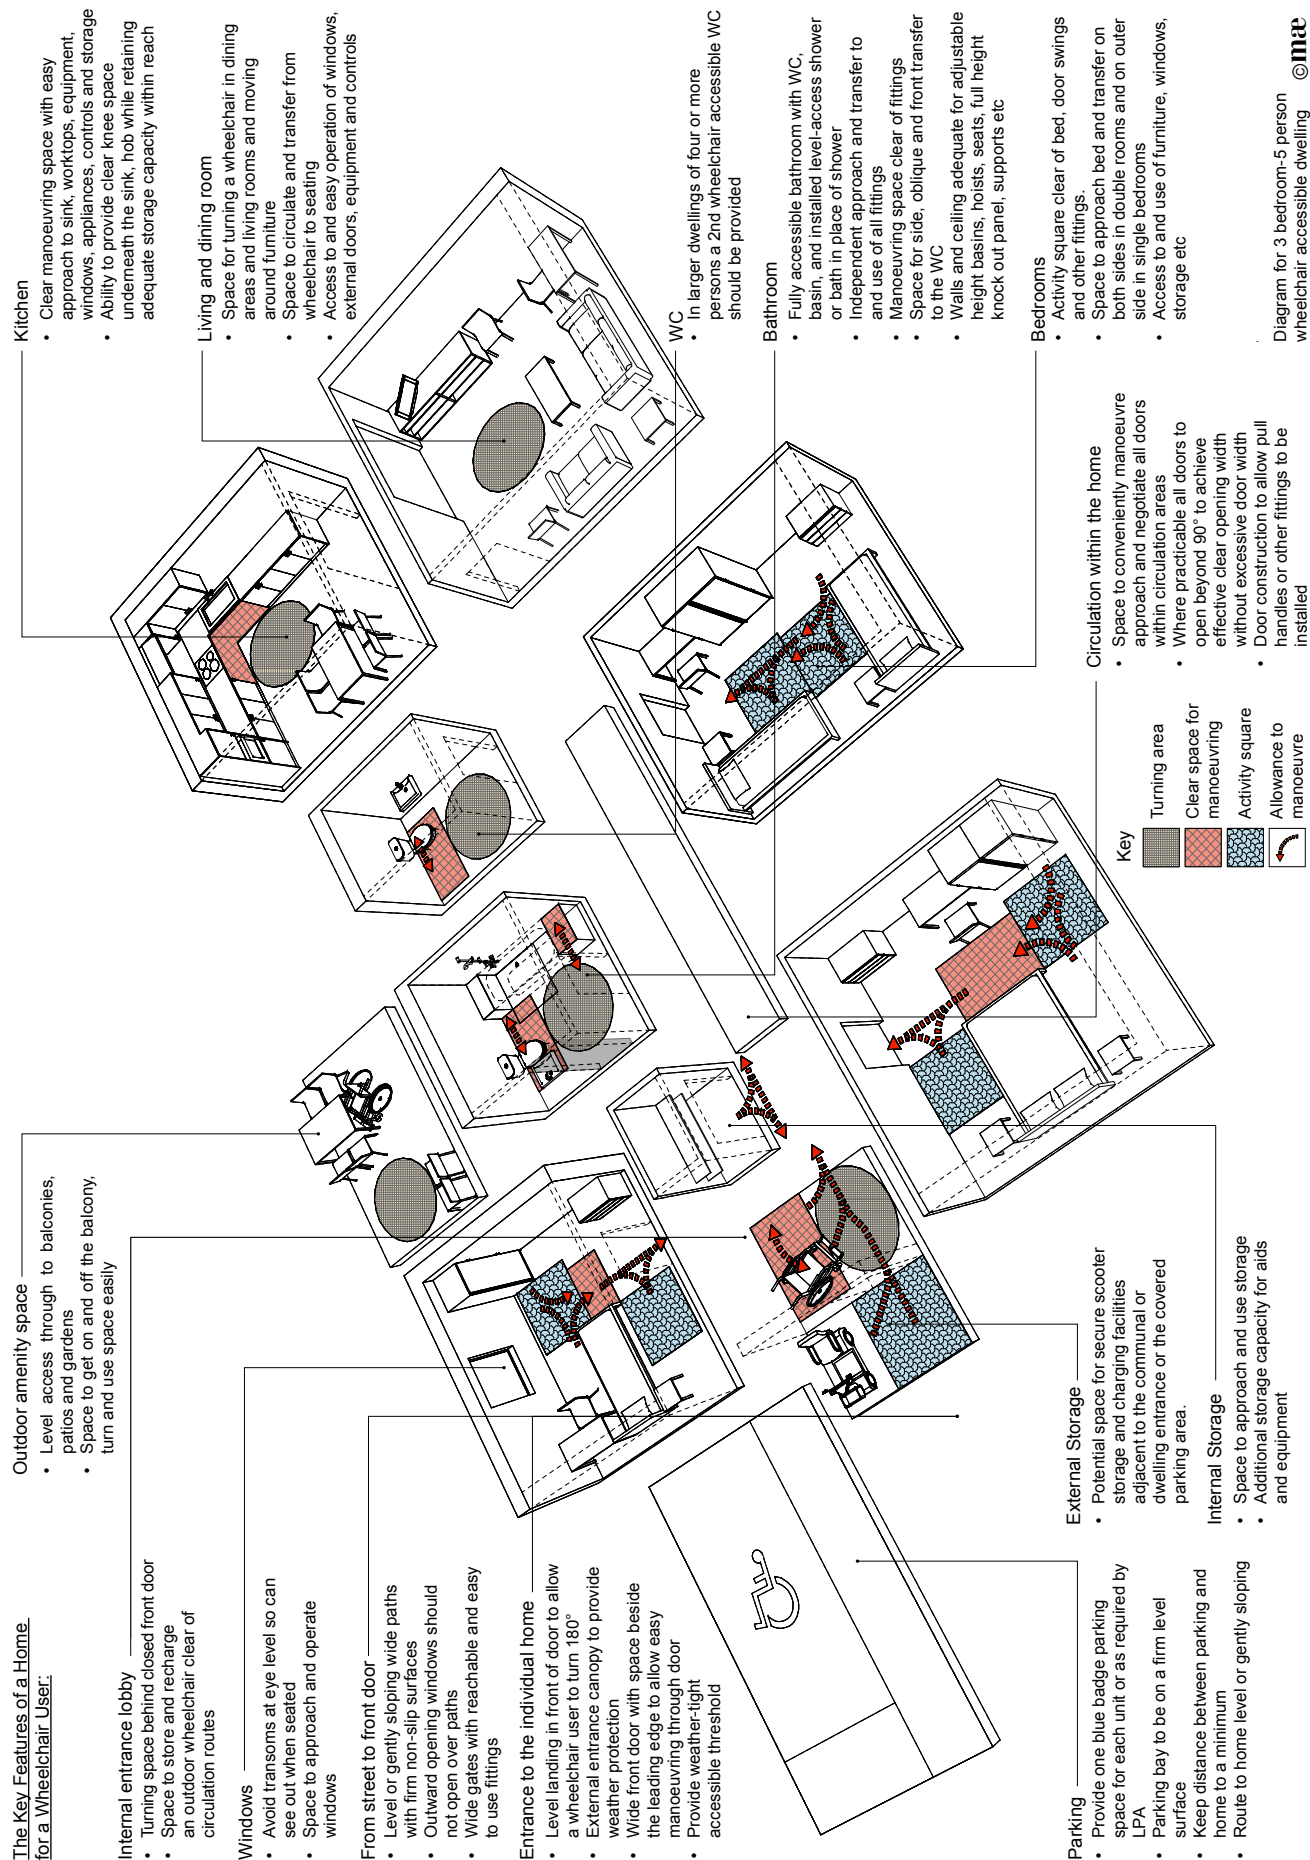 The Key Features of a Home
for a Wheelchair User:
Internal entrance lobby
• Turning space behind closed front door
• Space to store and recharge
an outdoor wheelchair clear of
circulation routes
Windows
• Avoid transoms at eye level so can
see out when seated
• Space to approach and operate
windows
From street to front door
• Level or gently sloping wide paths
with firm non-slip surfaces
• Outward opening windows should
not open over paths
• Wide gates with reachable and easy
to use fittings
Entrance to the individual home
• Level landing in front of door to allow
a wheelchair user to turn 180°
• External entrance canopy to provide
weather protection
• Wide front door with space beside
the leading edge to allow easy
manoeuvring through door
• Provide weather-tight
accessible threshold
Parking
• Provide one blue badge parking
space for each unit or as required by
LPA
• Parking bay to be on a firm level
surface
• Keep distance between parking and
home to a minimum
• Route to home level or gently sloping
Outdoor amenity space
• Level access through to balconies,
patios and gardens
• Space to get on and off the balcony,
turn and use space easily
External Storage
• Potential space for secure scooter
storage and charging facilities
adjacent to the communal or
dwelling entrance or the covered
parking area.
Internal Storage
• Space to approach and use storage
• Additional storage capacity for aids
and equipment
Key
Turning area
Clear space for
manoeuvring
Activity square
Allowance to
manoeuvre
Circulation within the home
• Space to conveniently manoeuvre
approach and negotiate all doors
within circulation areas
• Where practicable all doors to
open beyond 90° to achieve
effective clear opening width
without excessive door width
• Door construction to allow pull
handles or other fittings to be
installed
Kitchen
• Clear manoeuvring space with easy
approach to sink, worktops, equipment,
windows, appliances, controls and storage
• Ability to provide clear knee space
underneath the sink, hob while retaining
adequate storage capacity within reach
Living and dining room
• Space for turning a wheelchair in dining
areas and living rooms and moving
around furniture
• Space to circulate and transfer from
wheelchair to seating
• Access to and easy operation of windows,
external doors, equipment and controls
WC
• In larger dwellings of four or more
persons a 2nd wheelchair accessible WC
should be provided
Bathroom
• Fully accessible bathroom with WC,
basin, and installed level-access shower
or bath in place of shower
• Independent approach and transfer to
and use of all fittings
• Manoeuvring space clear of fittings
• Space for side, oblique and front transfer
to the WC
• Walls and ceiling adequate for adjustable
height basins, hoists, seats, full height
knock out panel, supports etc
Bedrooms
• Activity square clear of bed, door swings
and other fittings.
• Space to approach bed and transfer on
both sides in double rooms and on outer
side in single bedrooms
• Access to and use of furniture, windows,
storage etc
Diagram for 3 bedroom-5 person
wheelchair accessible dwelling
©mæ